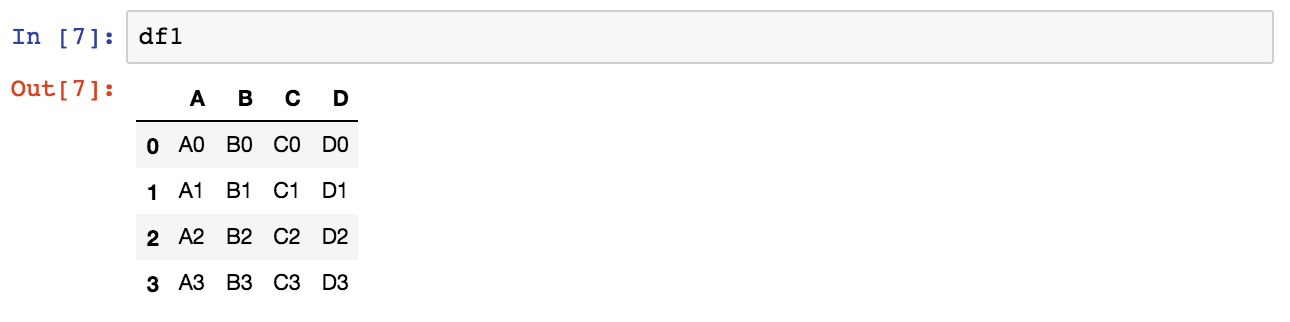 In [7]: df1
Out[7]:
A B C D
0 A0 B0 C0 D0
1 A1 B1 C1 D1
2 A2 B2 C2 D2
3 A3 B3 C3 D3